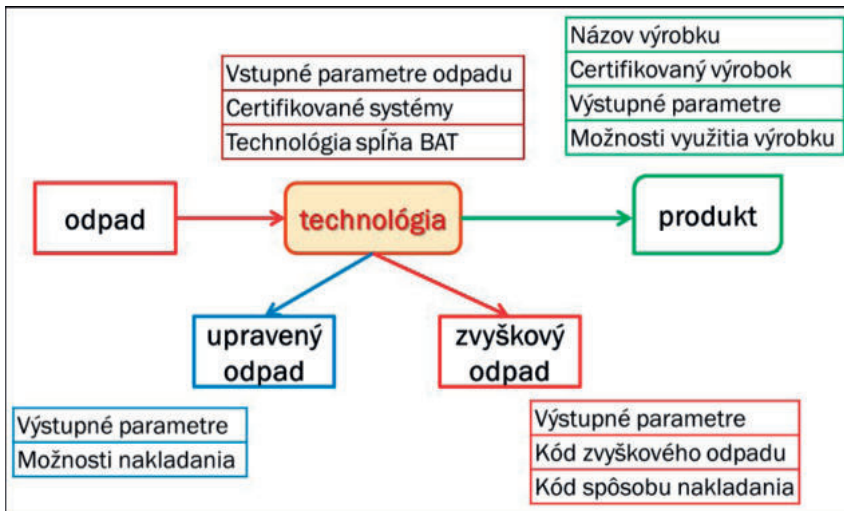 Názov výrobku
Certifikovaný výrobok
Výstupné parametre
Možnosti využitia výrobku
Vstupné parametre odpadu
Certifikované systémy
Technológia spĺňa BAT
odpad
technológia
produkt
upravený
odpad
zvyškový
odpad
Výstupné parametre
Možnosti nakladania
Výstupné parametre
Kód zvyškového odpadu
Kód spôsobu nakladania